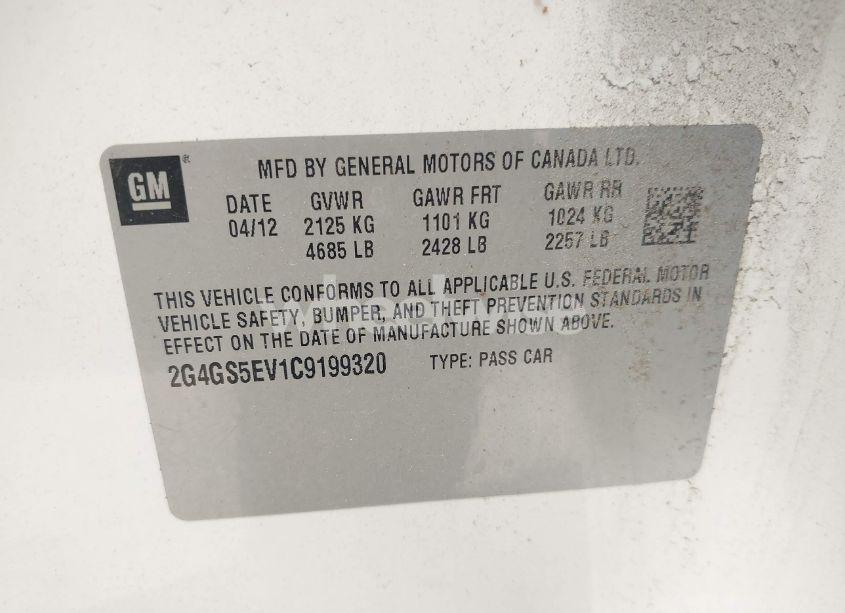 GM
MFD BY GENERAL MOTORS OF CANADA LTD.
DATE GVWR GAWR FRT GAWR RR
04/12 2125 KG 1101 KG 1024 KG
4685 LB 2428 LB 2257 LB
THIS VEHICLE CONFORMS TO ALL APPLICABLE U.S. FEDERAL MOTOR
VEHICLE SAFETY, BUMPER, AND THEFT PREVENTION STANDARDS IN
EFFECT ON THE DATE OF MANUFACTURE SHOWN ABOVE.
2G4GS5EV1C9199320 TYPE: PASS CAR